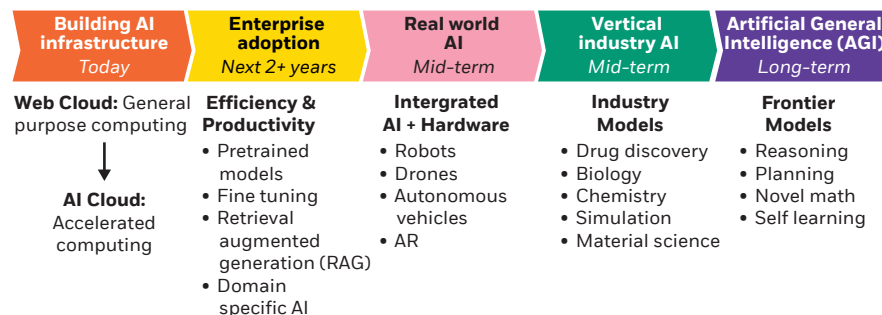 Building AI
infrastructure
Today
Enterprise
adoption
Next 2+ years
Real world
AI
Mid-term
Vertical
industry AI
Mid-term
Artificial General
Intelligence (AGI)
Long-term
Web Cloud: General
purpose computing
AI Cloud:
Accelerated
computing
Efficiency &
Productivity
• Pretrained
models
• Fine tuning
• Retrieval
augmented
generation (RAG)
• Domain
specific AI
Intergrated
AI + Hardware
• Robots
• Drones
• Autonomous
vehicles
• AR
Industry
Models
• Drug discovery
• Biology
• Chemistry
• Simulation
• Material science
Frontier
Models
• Reasoning
• Planning
• Novel math
• Self learning